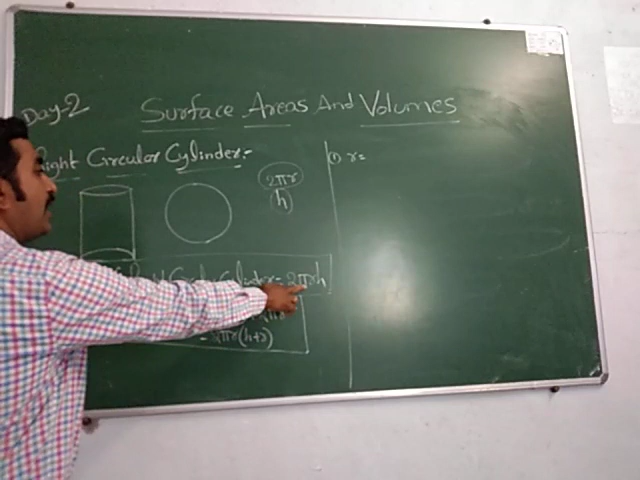 Day-2
Surface Areas And Volumes
Right Circular Cylinder:-
① r=
2πr
h
Cylinder = 2πrh
= 2πr(h+r)